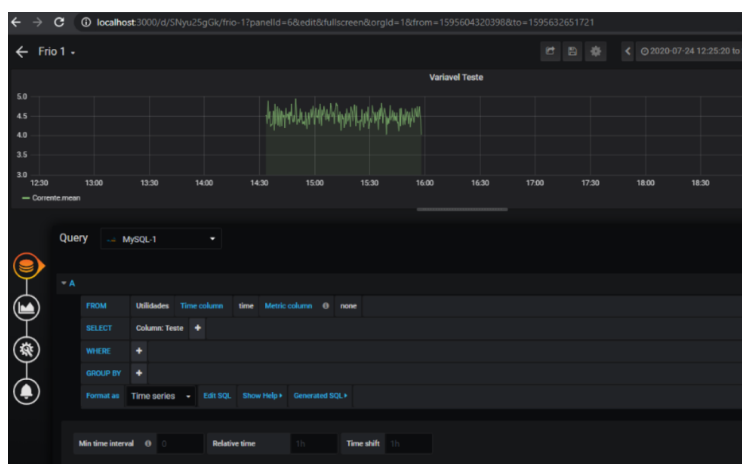 localhost:3000/d/SNyu25gGk/frio-1?panelId=6&edit&fullscreen&orgId=1&from=1595604320398&to=1595632651721
Frio 1
2020-07-24 12:25:20 to
Variavel Teste
5.0
4.5
4.0
3.5
3.0
12:30 13:00 13:30 14:00 14:30 15:00 15:30 16:00 16:30 17:00 17:30 18:00 18:30
Corrente.mean
Query MySQL-1
A
FROM Utilidades Time column time Metric column none
SELECT Column: Teste +
WHERE +
GROUP BY +
Format as Time series Edit SQL Show Help Generated SQL
Min time interval 0 Relative time 1h Time shift 1h